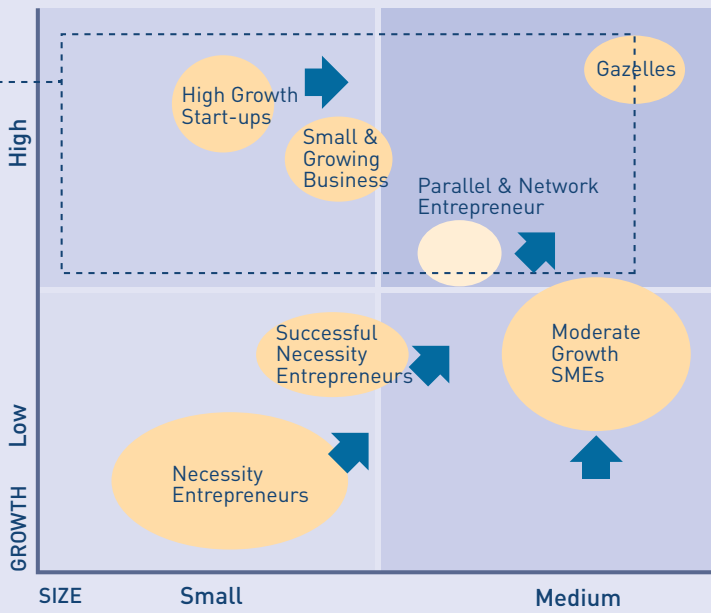 High Growth
Start-ups
Gazelles
Small &
Growing
Business
Parallel & Network
Entrepreneur
Successful
Necessity
Entrepreneurs
Moderate
Growth
SMEs
Necessity
Entrepreneurs
High
Low
GROWTH
SIZE
Small
Medium